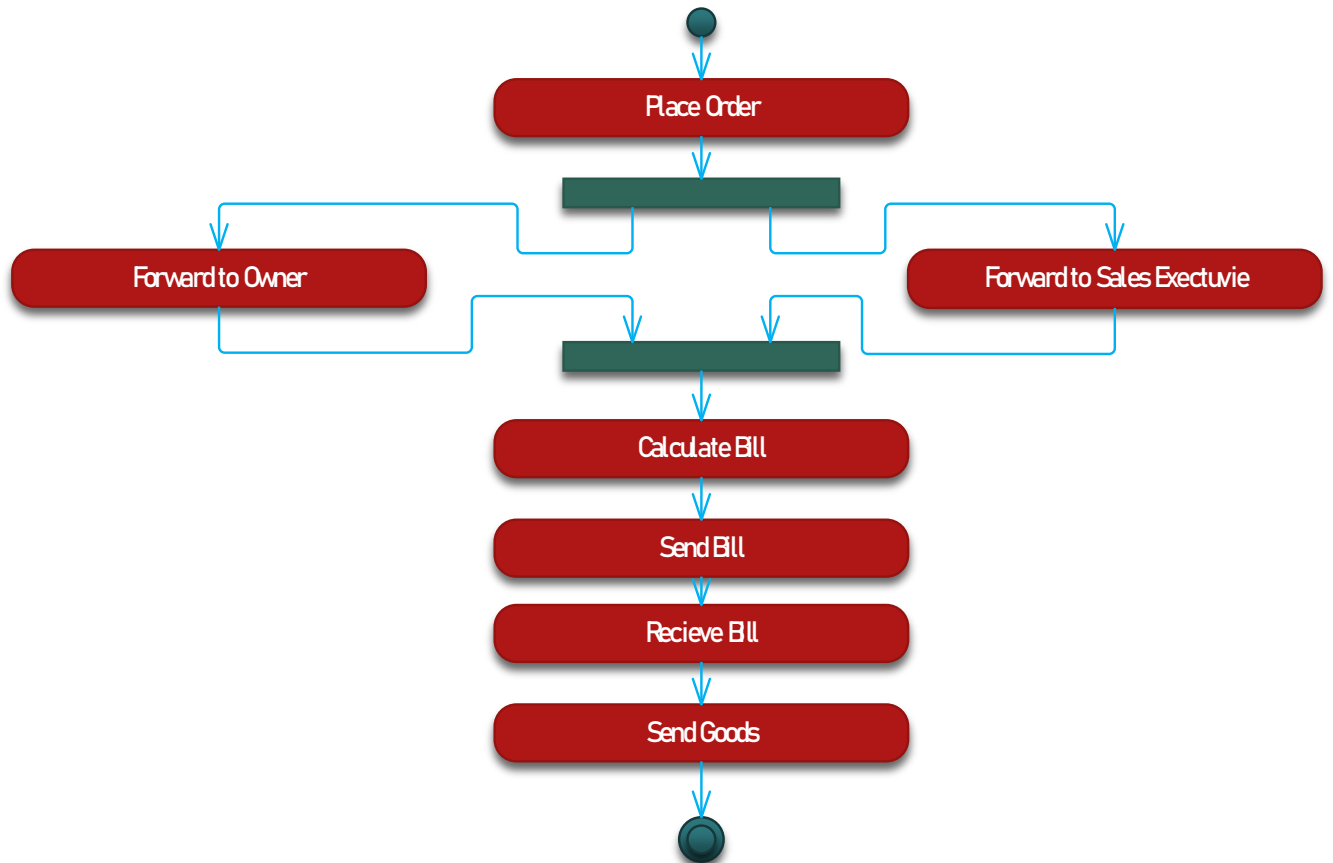 Place Order
Forward to Owner
Forward to Sales Exectuvie
Calculate Bill
Send Bill
Recieve Bill
Send Goods